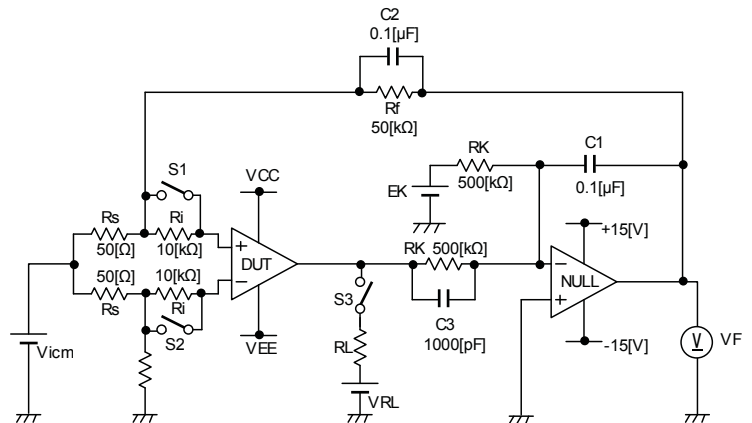 C2
0.1[µF]
Rf
50[kΩ]
RK
500[kΩ]
C1
0.1[µF]
EK
S1
VCC
Rs
50[Ω]
Ri
10[kΩ]
+
DUT
−
50[Ω]
Rs
10[kΩ]
Ri
S2
VEE
Vicm
RK 500[kΩ]
C3
1000[pF]
S3
RL
VRL
+15[V]
−
NULL
+
-15[V]
V
VF